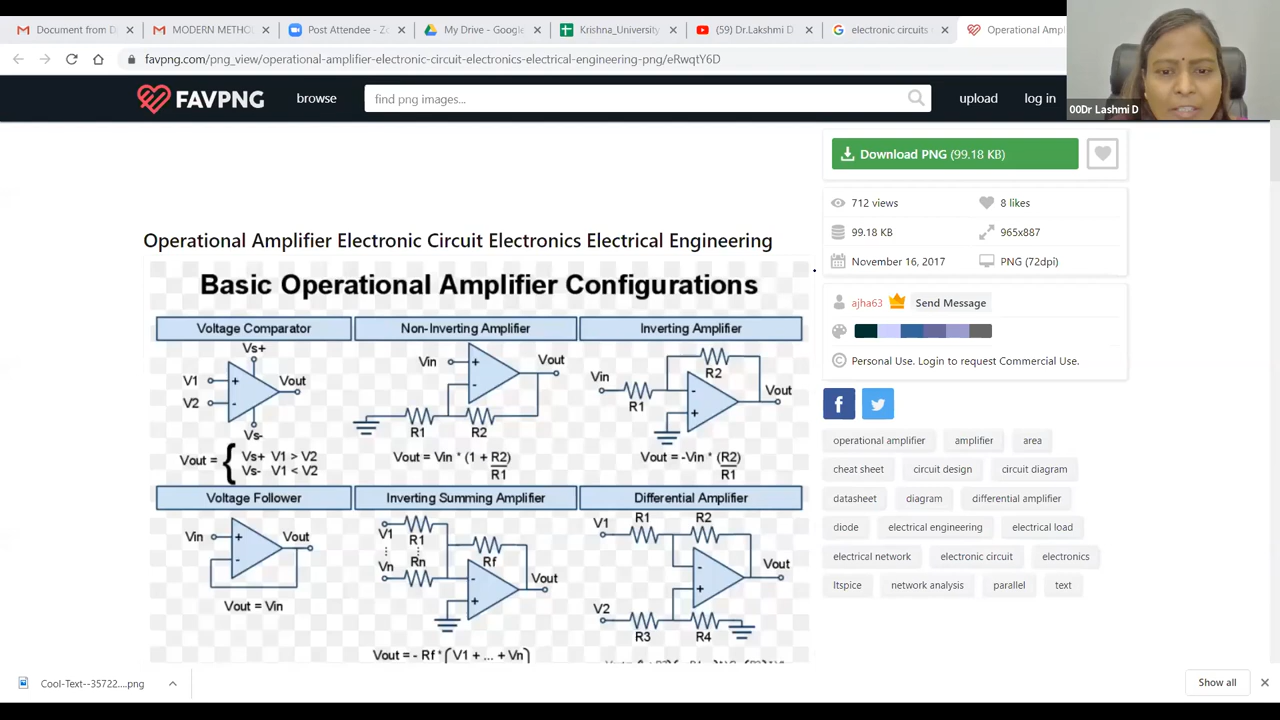 Document from D
MODERN METHOD
Post Attendee - Z
My Drive - Google
Krishna_University
(59) Dr.Lakshmi D
electronic circuits
Operational Amp
favpng.com/png_view/operational-amplifier-electronic-circuit-electronics-electrical-engineering-png/eRwqtY6D
FAVPNG
browse
find png images...
upload
log in
00Dr Lashmi D
Download PNG (99.18 KB)
712 views
8 likes
99.18 KB
965x887
November 16, 2017
PNG (72dpi)
ajha63
Send Message
Personal Use. Login to request Commercial Use.
operational amplifier
amplifier
area
cheat sheet
circuit design
circuit diagram
datasheet
diagram
differential amplifier
diode
electrical engineering
electrical load
electrical network
electronic circuit
electronics
ltspice
network analysis
parallel
text
Operational Amplifier Electronic Circuit Electronics Electrical Engineering
Basic Operational Amplifier Configurations
Voltage Comparator
Vs+
V1
+
Vout
V2
-
Vs-
Vout = { Vs+ V1 > V2
Vs- V1 < V2
Non-Inverting Amplifier
Vin
+
Vout
-
R1
R2
Vout = Vin * (1 + R2)
R1
Inverting Amplifier
R2
Vin
-
Vout
R1
+
Vout = -Vin * (R2)
R1
Voltage Follower
Vin
+
Vout
-
Vout = Vin
Inverting Summing Amplifier
V1
R1
Rf
Vn
Rn
-
Vout
+
Vout = - Rf * (V1 + ... + Vn)
Differential Amplifier
V1
R1
R2
-
Vout
+
V2
R3
R4
Cool-Text--35722....png
Show all